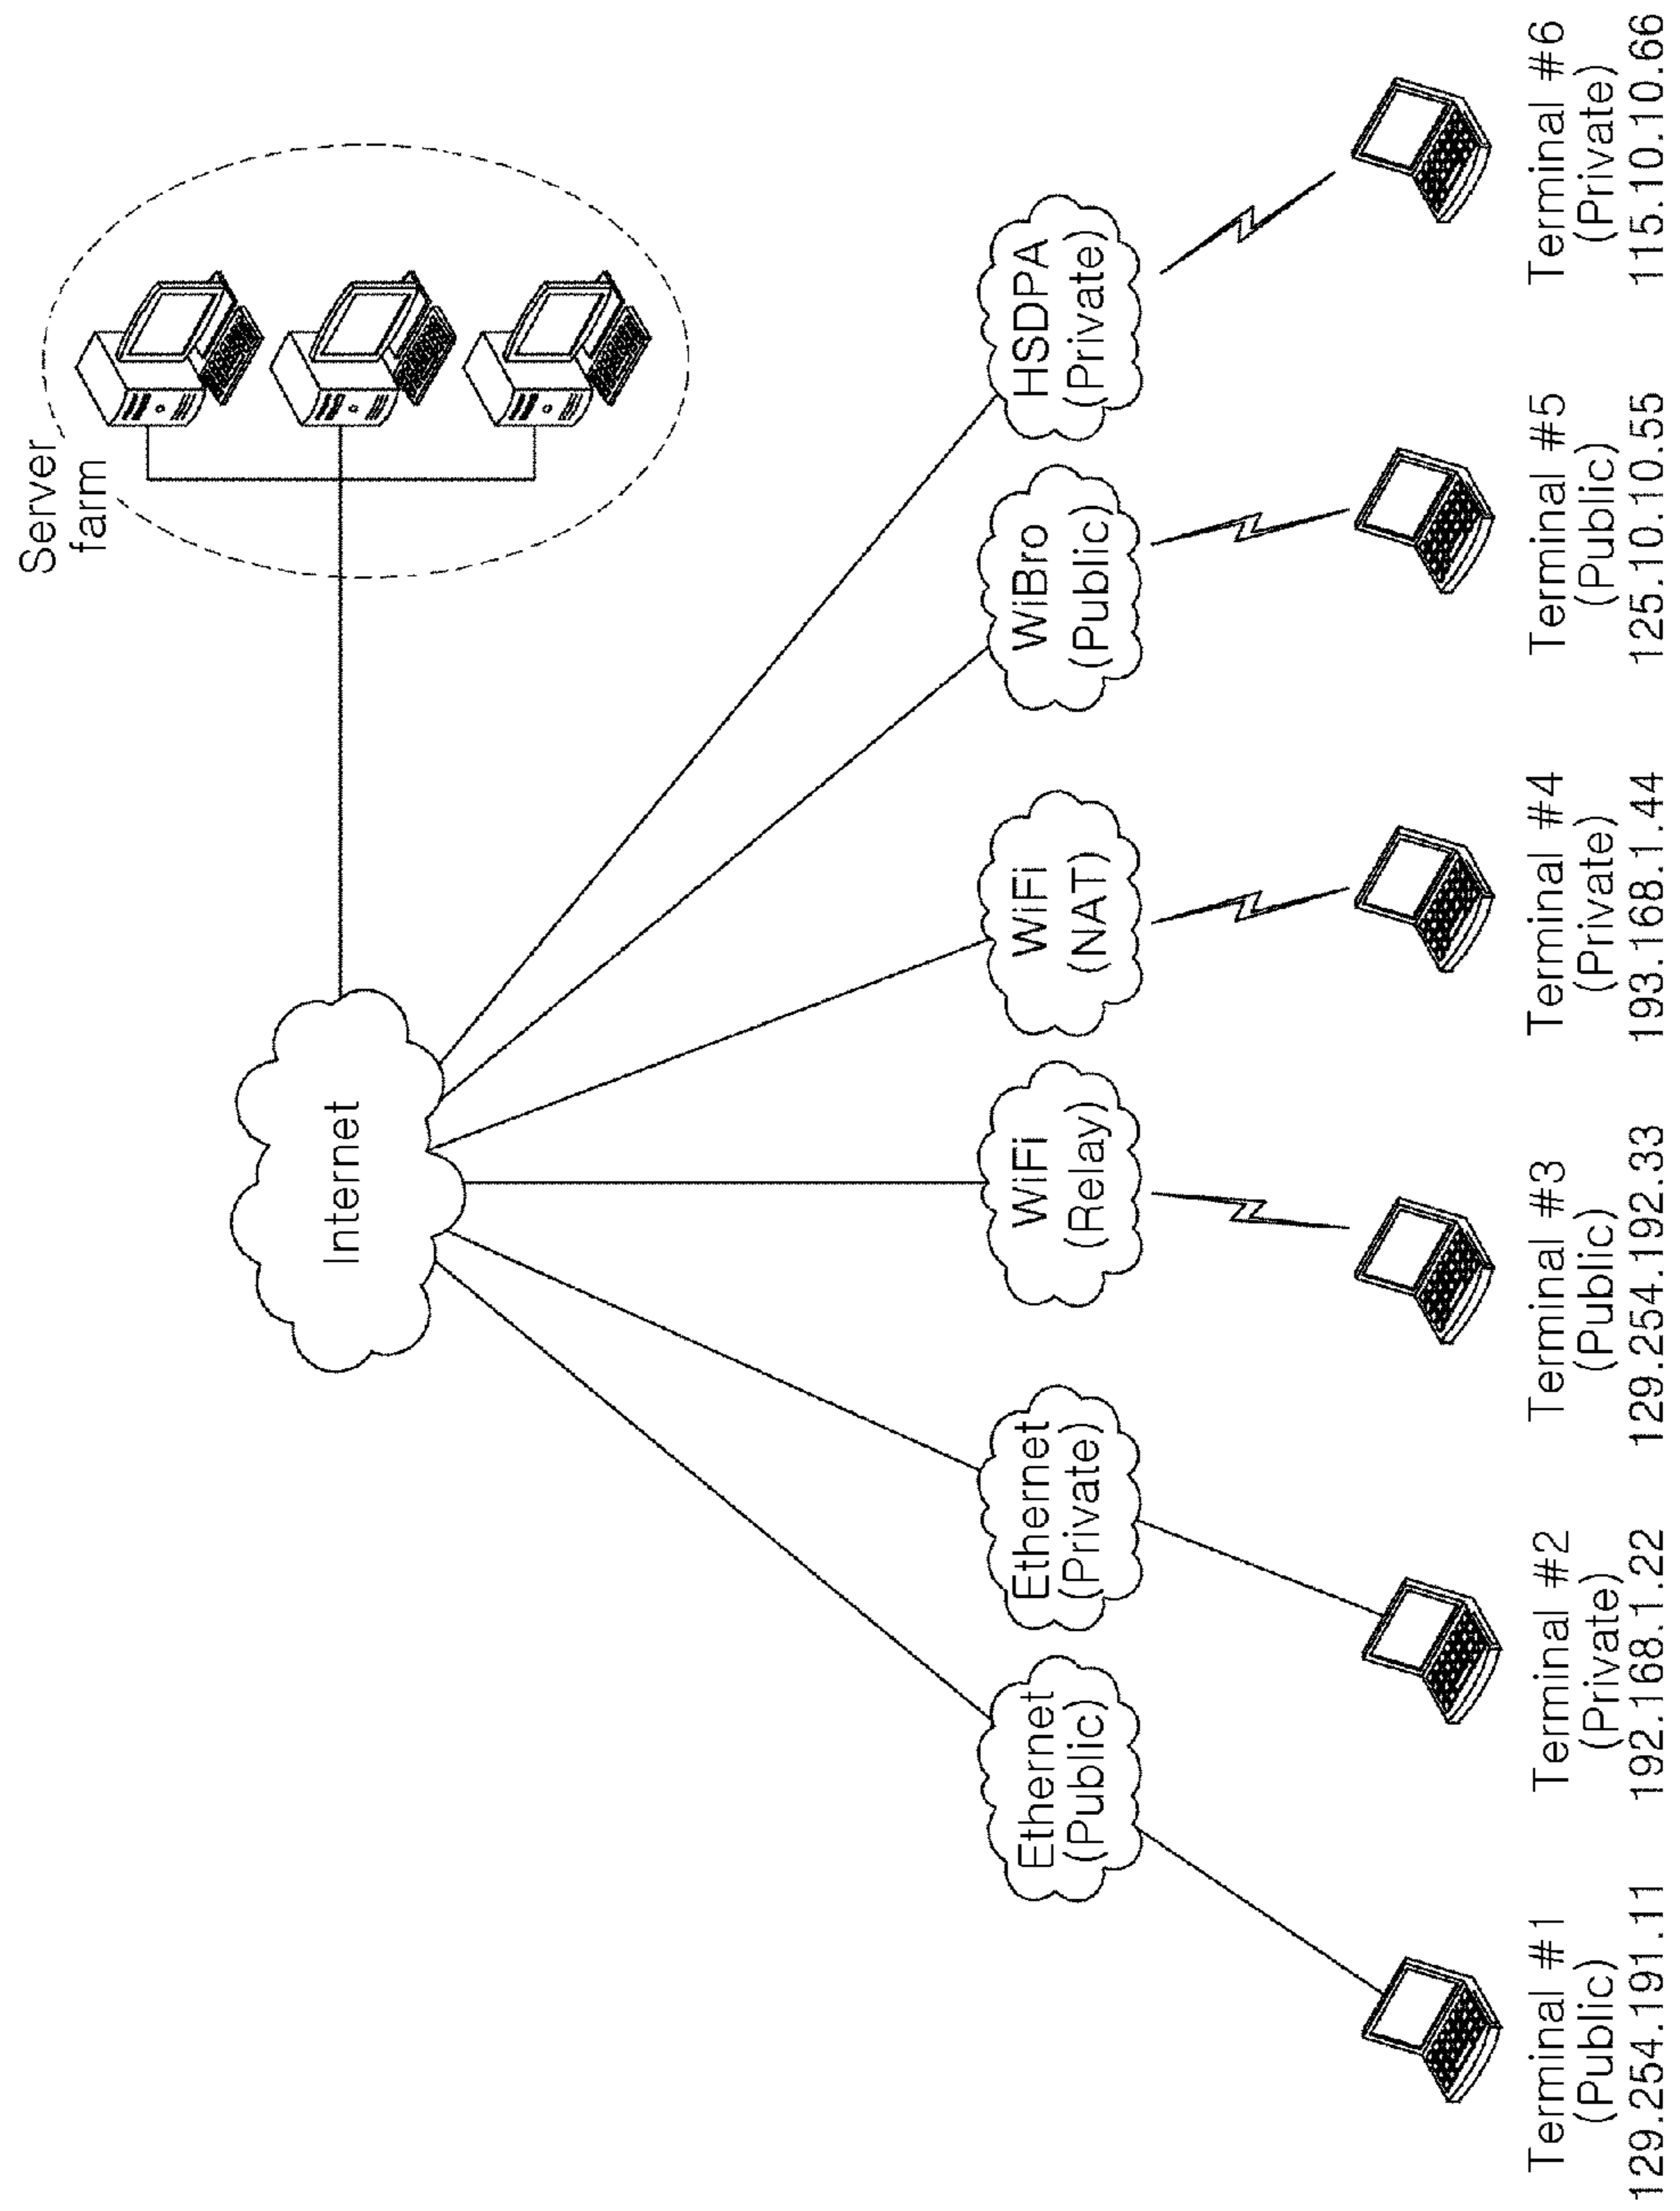 Server
farm
Internet
Ethernet
(Public)
Ethernet
(Private)
WiFi
(Relay)
WiFi
(NAT)
WiBro
(Public)
HSDPA
(Private)
Terminal #1
(Public)
129.254.191.11
Terminal #2
(Private)
192.168.1.22
Terminal #3
(Public)
129.254.192.33
Terminal #4
(Private)
193.168.1.44
Terminal #5
(Public)
125.10.10.55
Terminal #6
(Private)
115.10.10.66